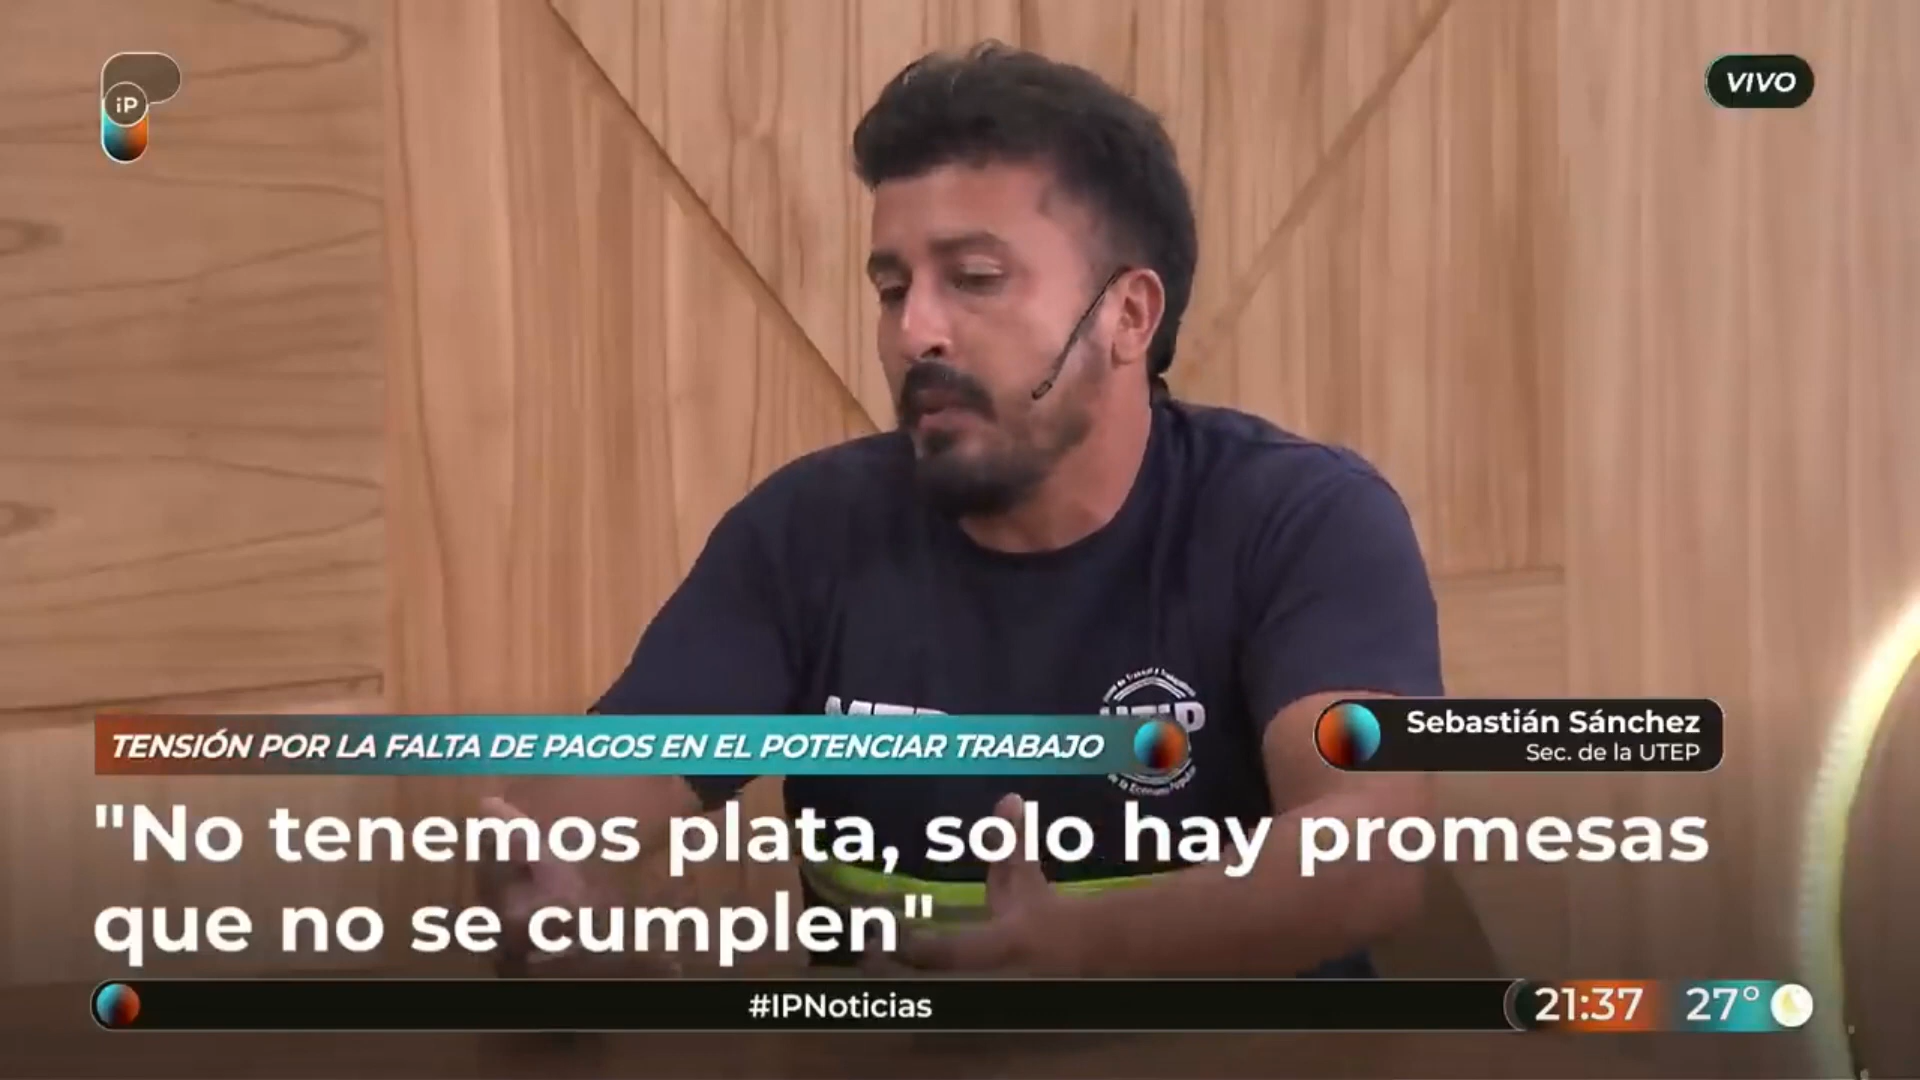 iP
VIVO
UTEP
TENSIÓN POR LA FALTA DE PAGOS EN EL POTENCIAR TRABAJO
Sebastián Sánchez
Sec. de la UTEP
"No tenemos plata, solo hay promesas
que no se cumplen"
#IPNoticias
21:37 27°